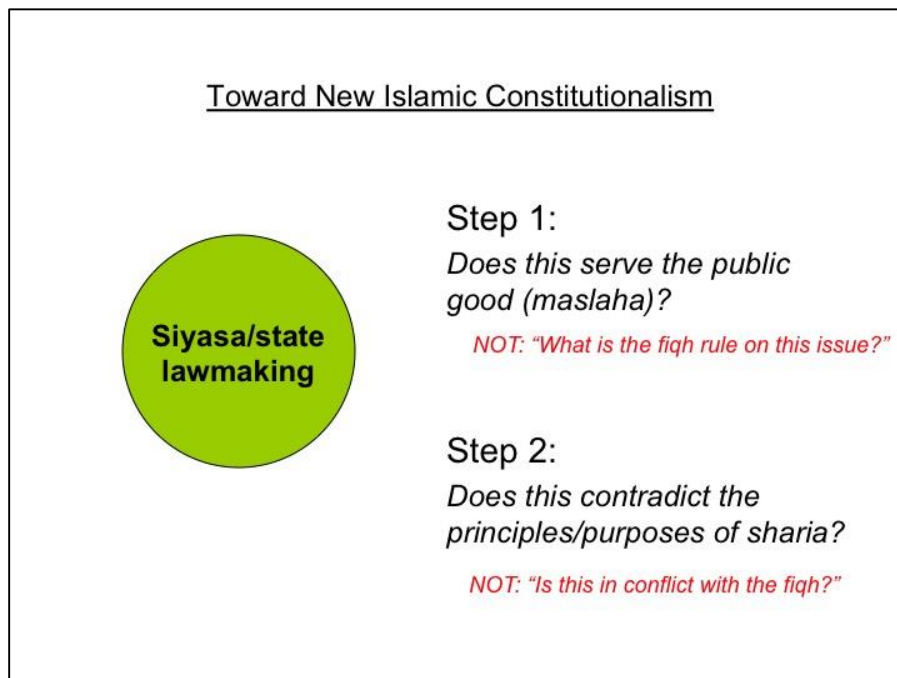 Toward New Islamic Constitutionalism
Siyasa/state
lawmaking
Step 1:
Does this serve the public
good (maslaha)?
NOT: “What is the fiqh rule on this issue?”
Step 2:
Does this contradict the
principles/purposes of sharia?
NOT: “Is this in conflict with the fiqh?”